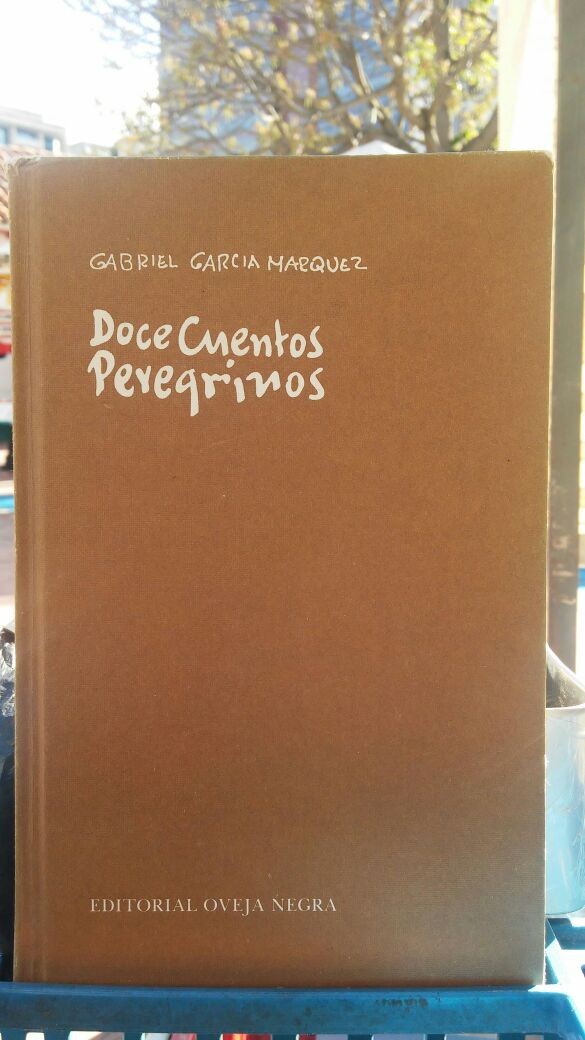 GABRIEL GARCIA MARQUEZ
Doce Cuentos
Peregrinos
EDITORIAL OVEJA NEGRA